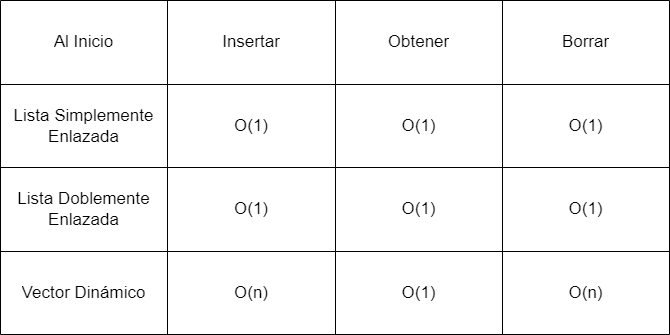 Al Inicio
Insertar
Obtener
Borrar
Lista Simplemente
Enlazada
O(1)
O(1)
O(1)
Lista Doblemente
Enlazada
O(1)
O(1)
O(1)
Vector Dinámico
O(n)
O(1)
O(n)